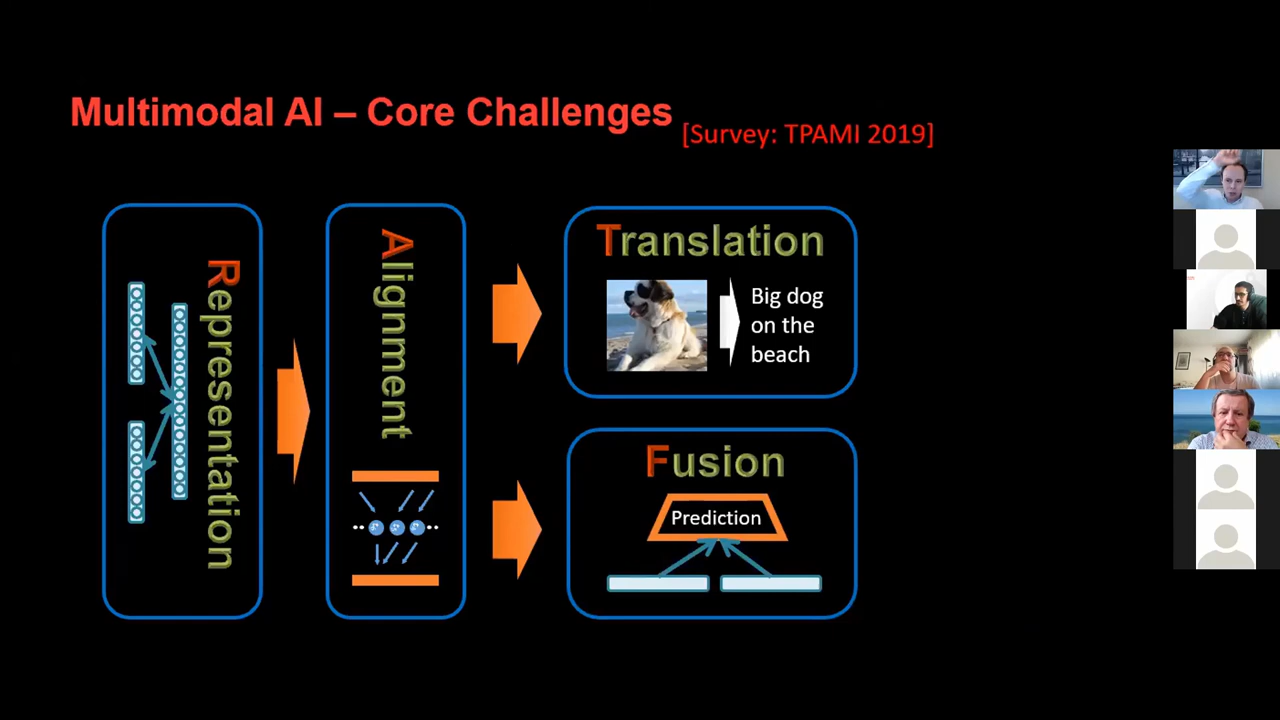 Multimodal AI – Core Challenges
[Survey: TPAMI 2019]
Representation
Alignment
Translation
Big dog
on the
beach
Fusion
Prediction